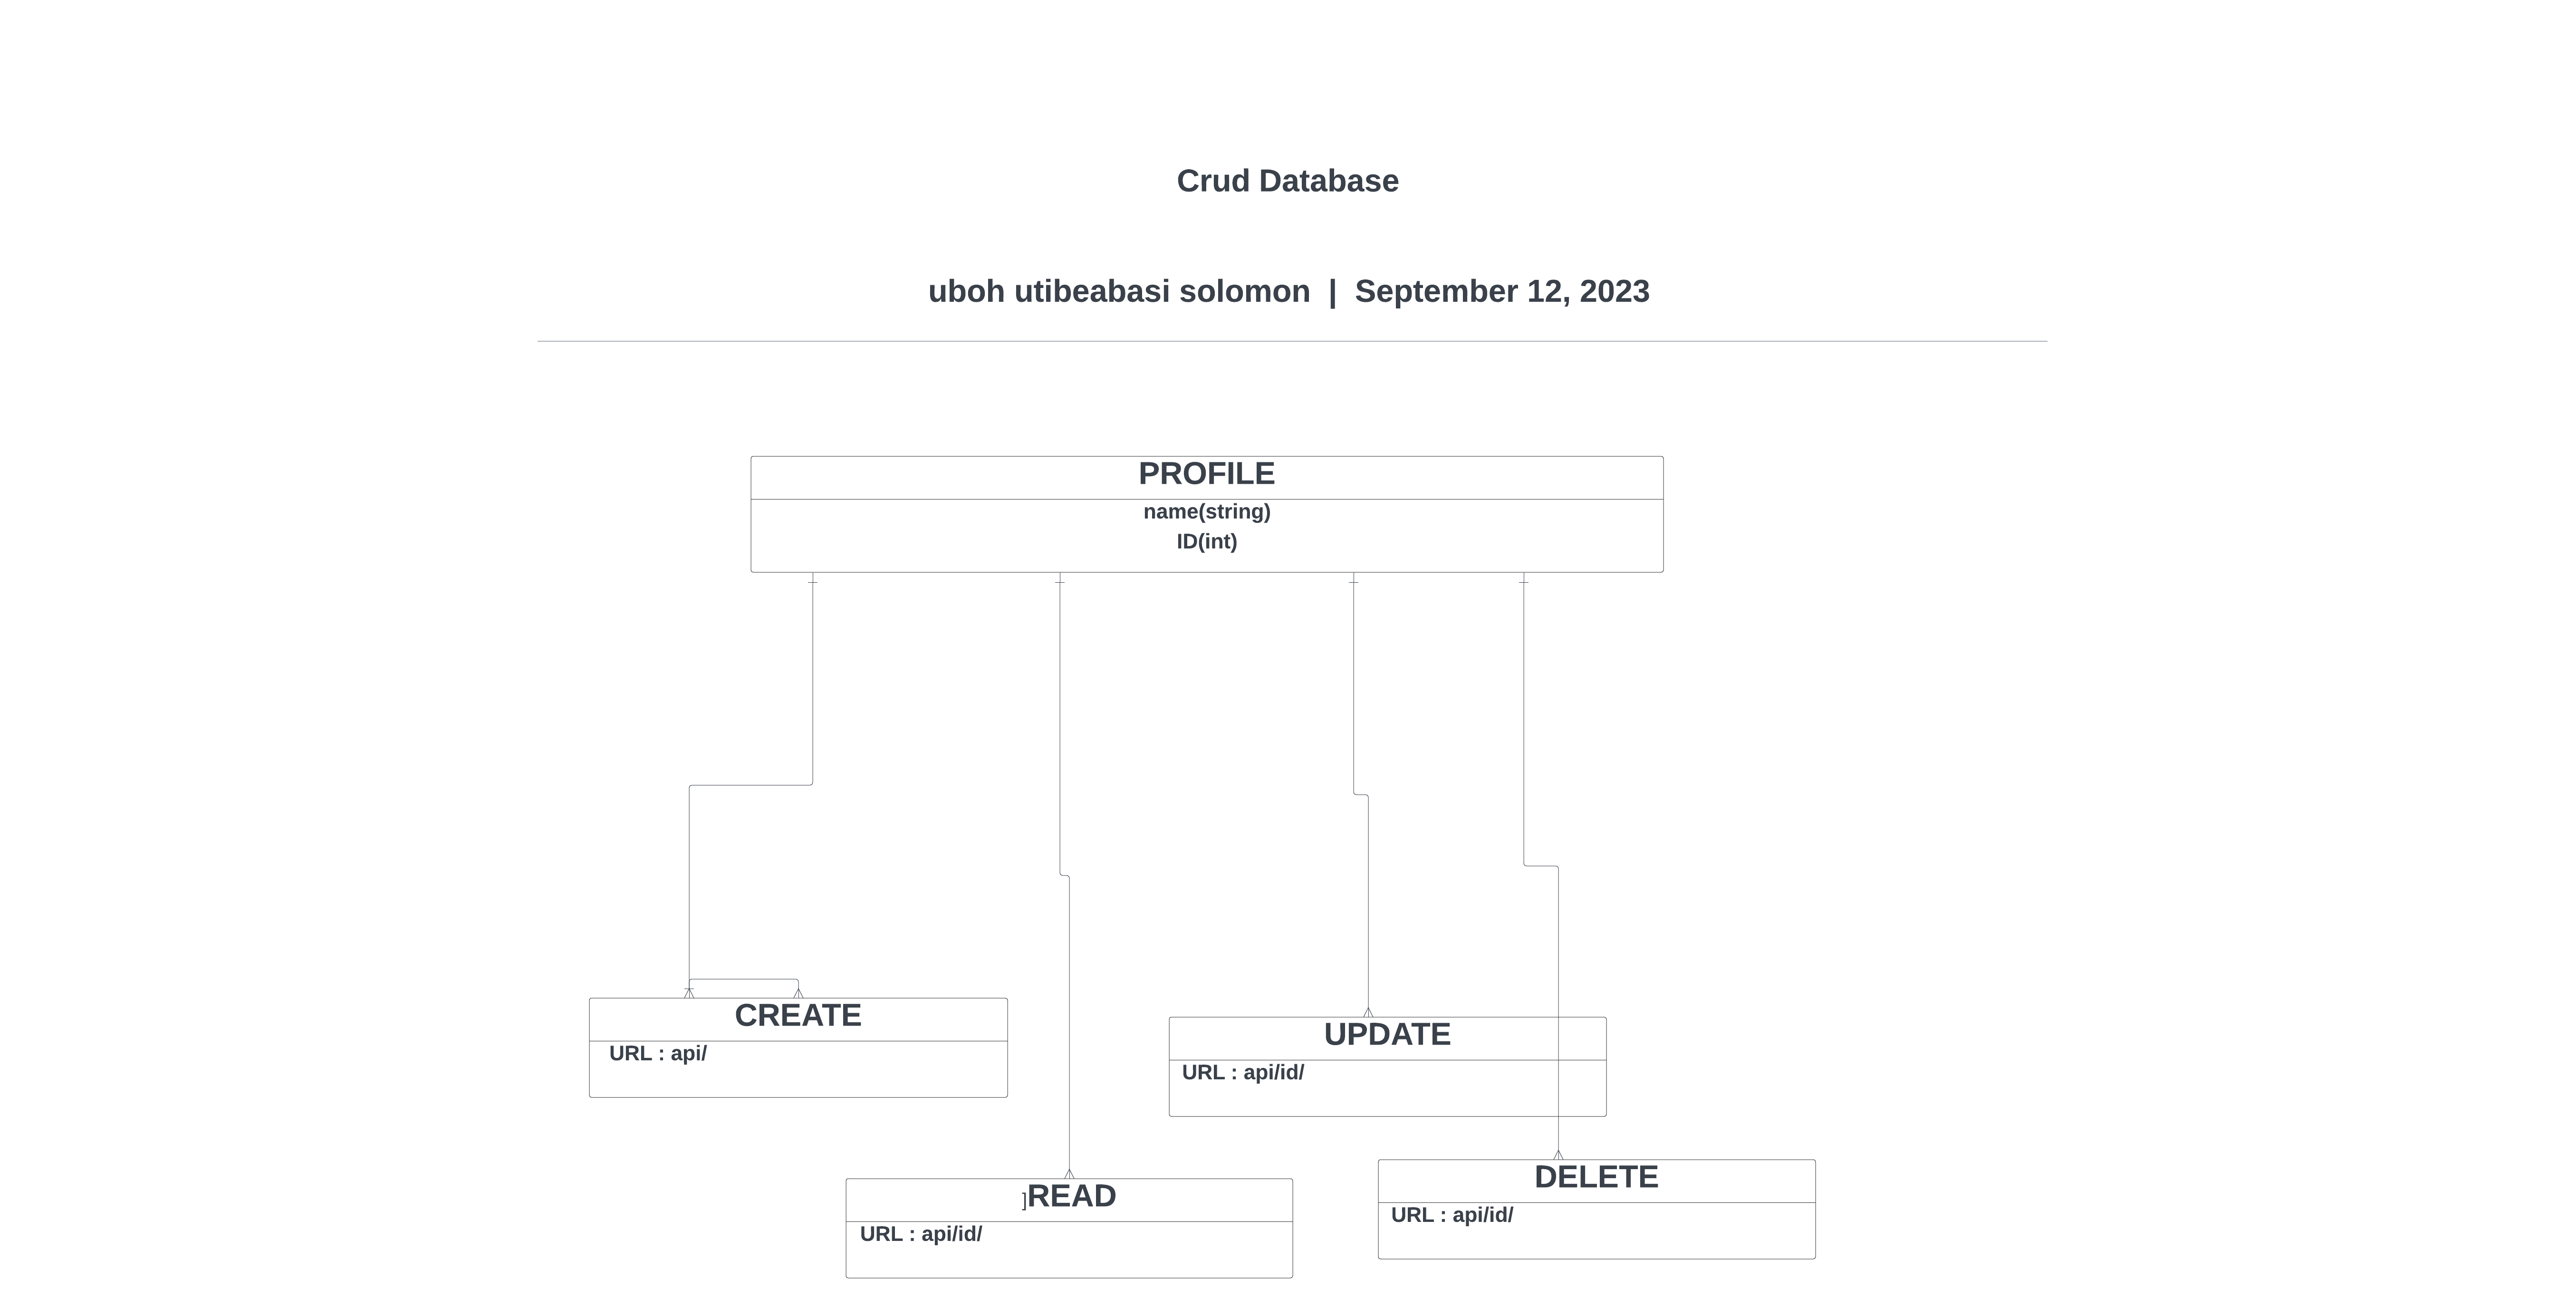 Crud Database
uboh utibeabasi solomon | September 12, 2023
PROFILE
name(string)
ID(int)
CREATE
URL : api/
UPDATE
URL : api/id/
DELETE
URL : api/id/
]READ
URL : api/id/